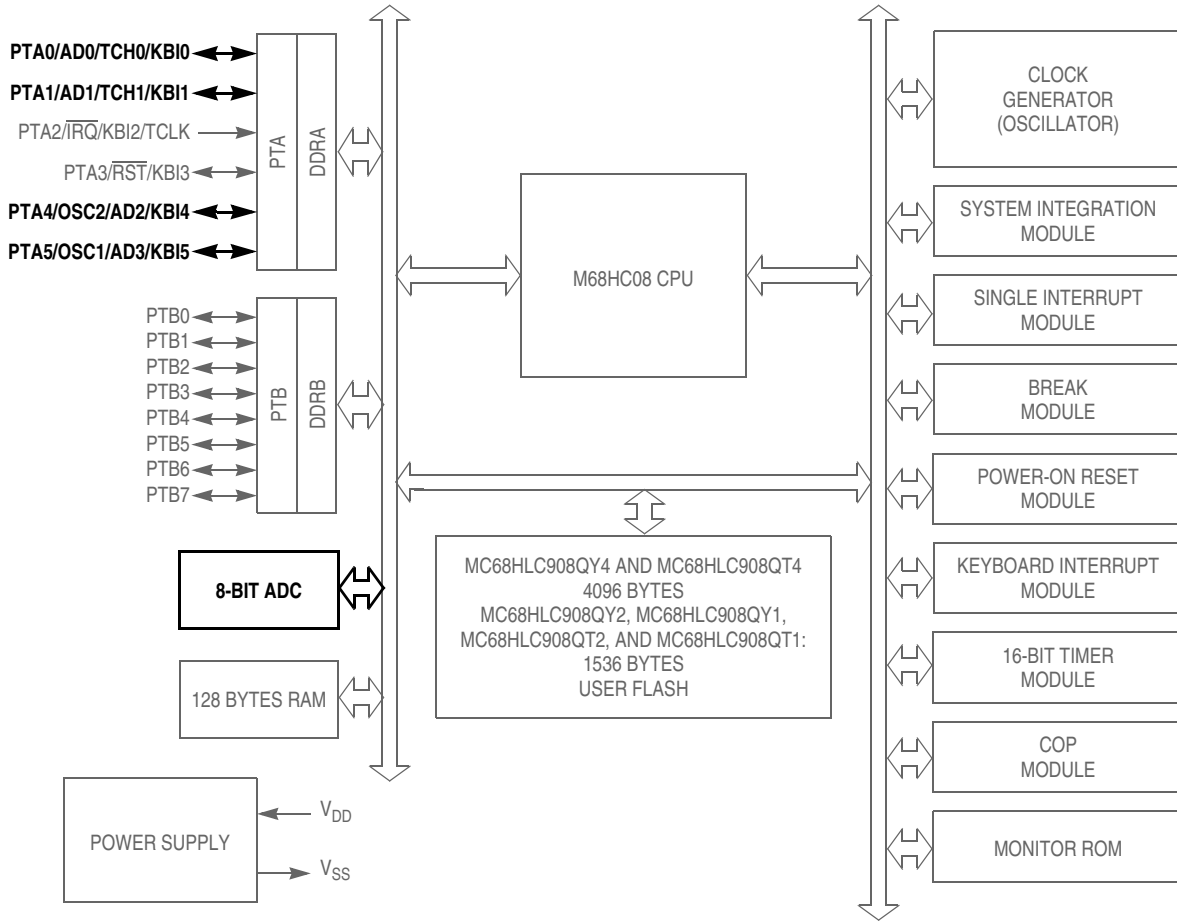 PTA0/AD0/TCH0/KBI0
PTA1/AD1/TCH1/KBI1
PTA2/IRQ/KBI2/TCLK
PTA3/RST/KBI3
PTA4/OSC2/AD2/KBI4
PTA5/OSC1/AD3/KBI5
PTA
DDRA
PTB0
PTB1
PTB2
PTB3
PTB4
PTB5
PTB6
PTB7
PTB
DDRB
8-BIT ADC
128 BYTES RAM
POWER SUPPLY
VDD
VSS
M68HC08 CPU
MC68HLC908QY4 AND MC68HLC908QT4
4096 BYTES
MC68HLC908QY2, MC68HLC908QY1,
MC68HLC908QT2, AND MC68HLC908QT1:
1536 BYTES
USER FLASH
CLOCK
GENERATOR
(OSCILLATOR)
SYSTEM INTEGRATION
MODULE
SINGLE INTERRUPT
MODULE
BREAK
MODULE
POWER-ON RESET
MODULE
KEYBOARD INTERRUPT
MODULE
16-BIT TIMER
MODULE
COP
MODULE
MONITOR ROM